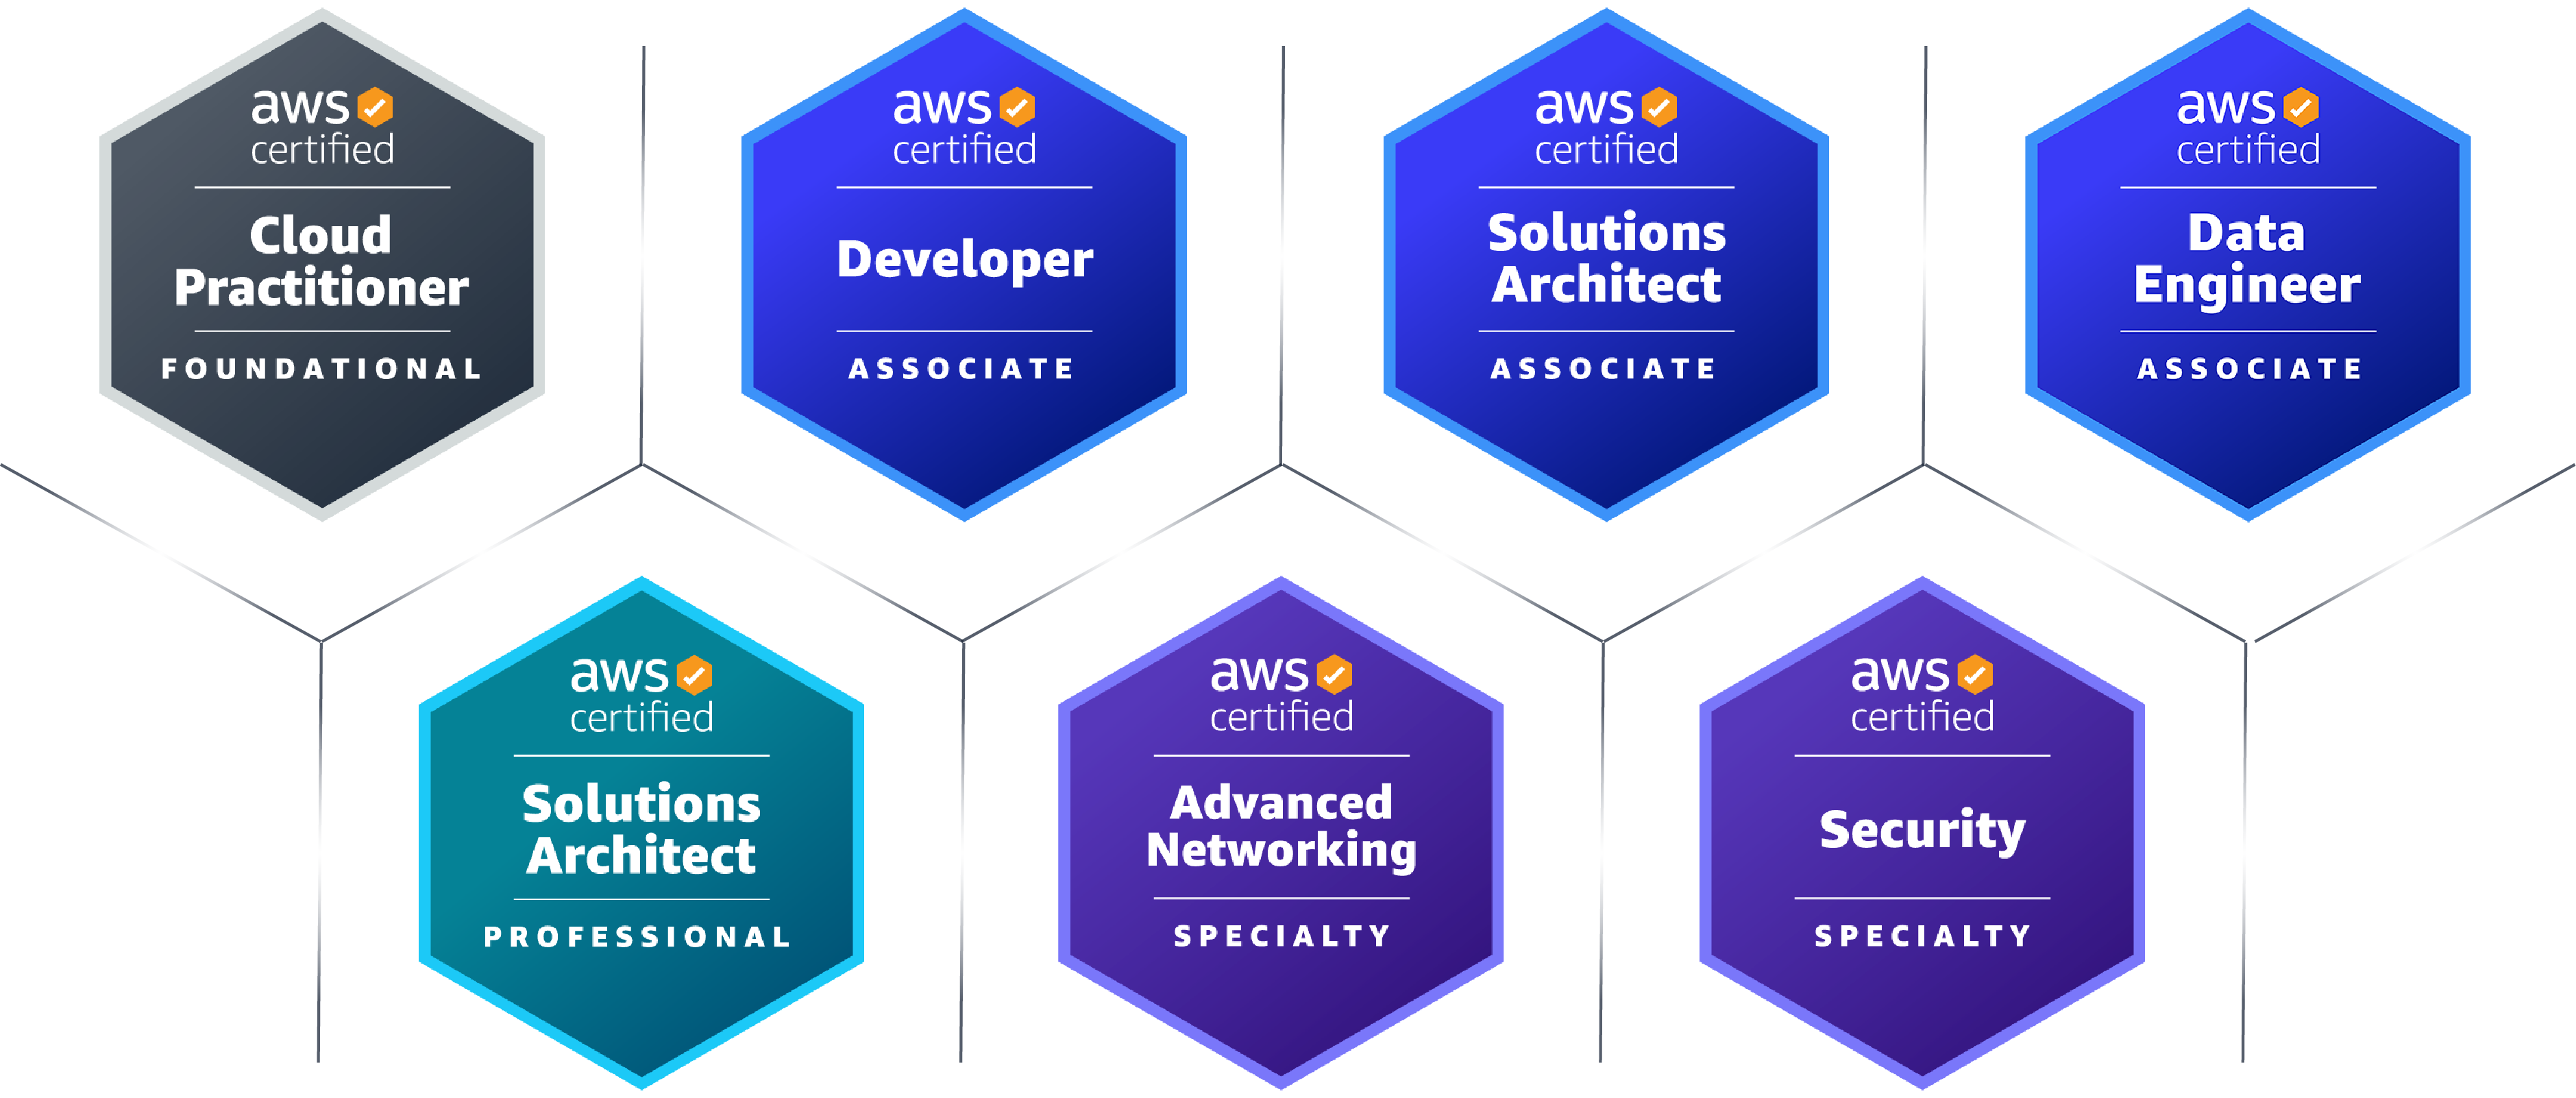 aws
certified
Cloud
Practitioner
FOUNDATIONAL
aws
certified
Developer
ASSOCIATE
aws
certified
Solutions
Architect
ASSOCIATE
aws
certified
Data
Engineer
ASSOCIATE
aws
certified
Solutions
Architect
PROFESSIONAL
aws
certified
Advanced
Networking
SPECIALTY
aws
certified
Security
SPECIALTY